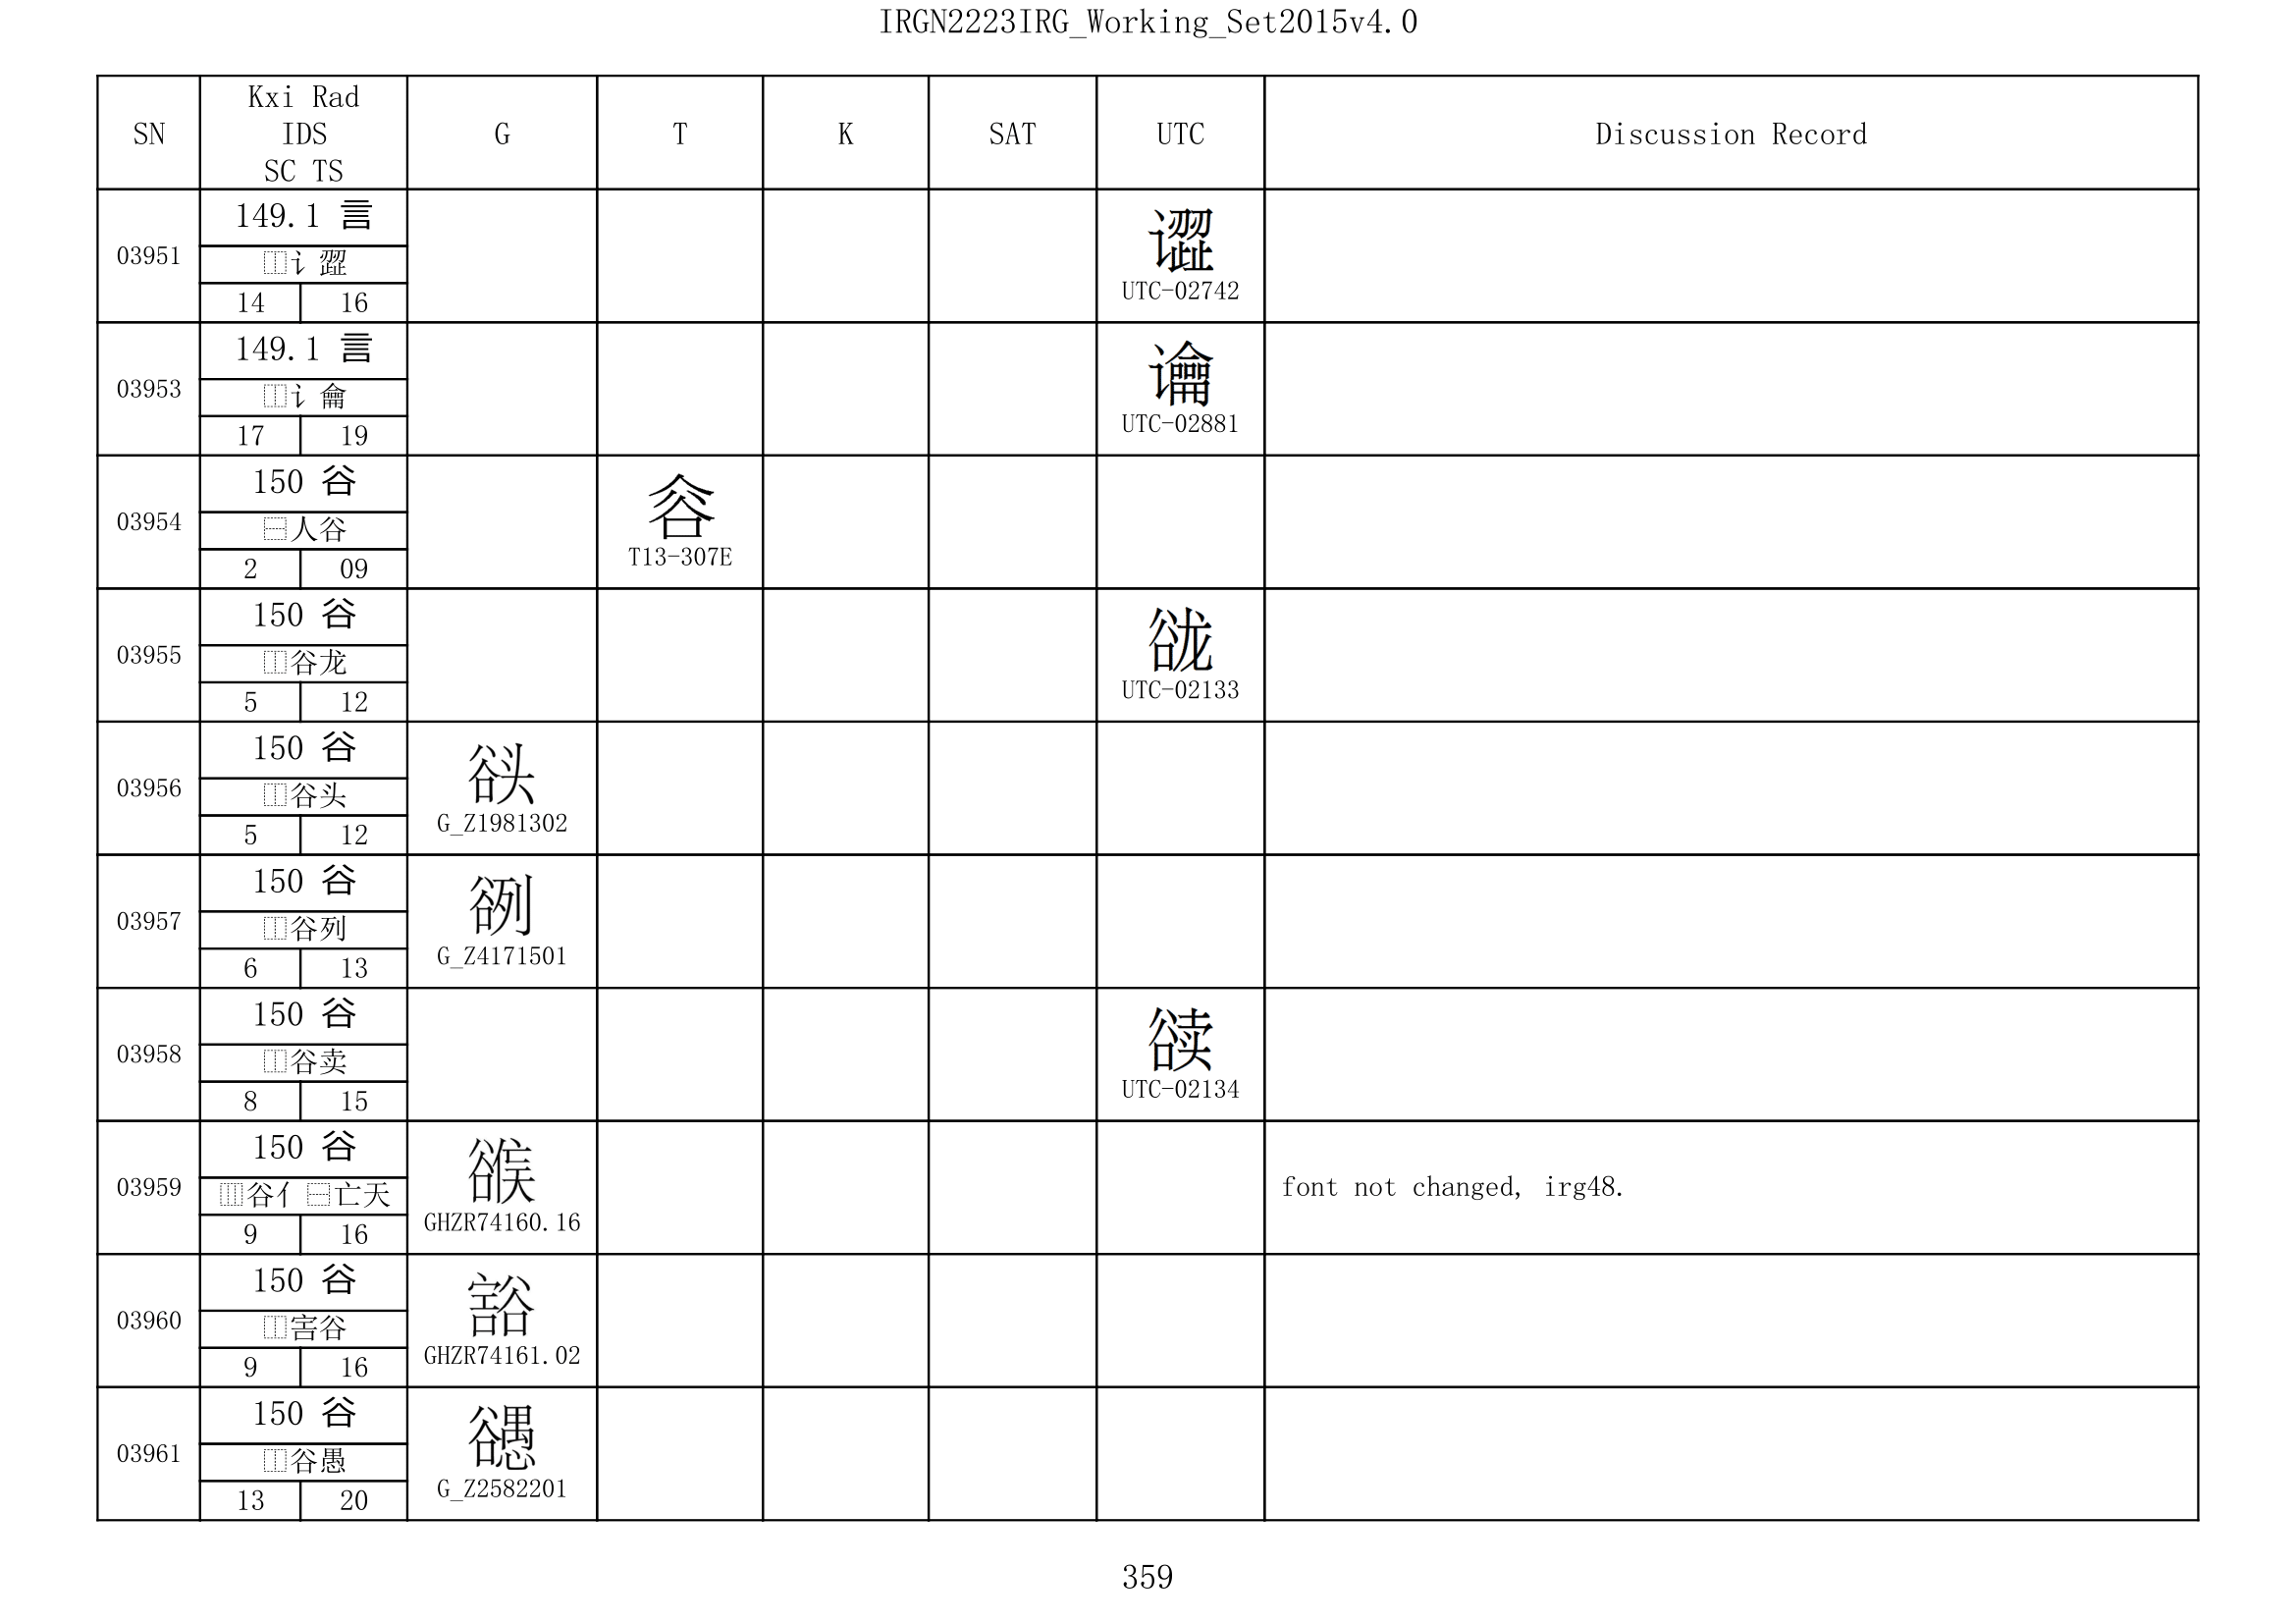 IRGN2223IRG_Working_Set2015v4.0
SN Kxi Rad IDS SC TS G T K SAT UTC Discussion Record
03951 149.1 言
⿰讠歰
14 16
UTC-02742
03953 149.1 言
⿰讠龠
17 19
UTC-02881
03954 150 谷
⿱人谷
2 09
T13-307E
03955 150 谷
⿰谷龙
5 12
UTC-02133
03956 150 谷
⿰谷头
5 12
G_Z1981302
03957 150 谷
⿰谷列
6 13
G_Z4171501
03958 150 谷
⿰谷卖
8 15
UTC-02134
03959 150 谷
⿲谷亻⿱亡天
9 16
GHZR74160.16
font not changed, irg48.
03960 150 谷
⿰害谷
9 16
GHZR74161.02
03961 150 谷
⿰谷愚
13 20
G_Z2582201
359